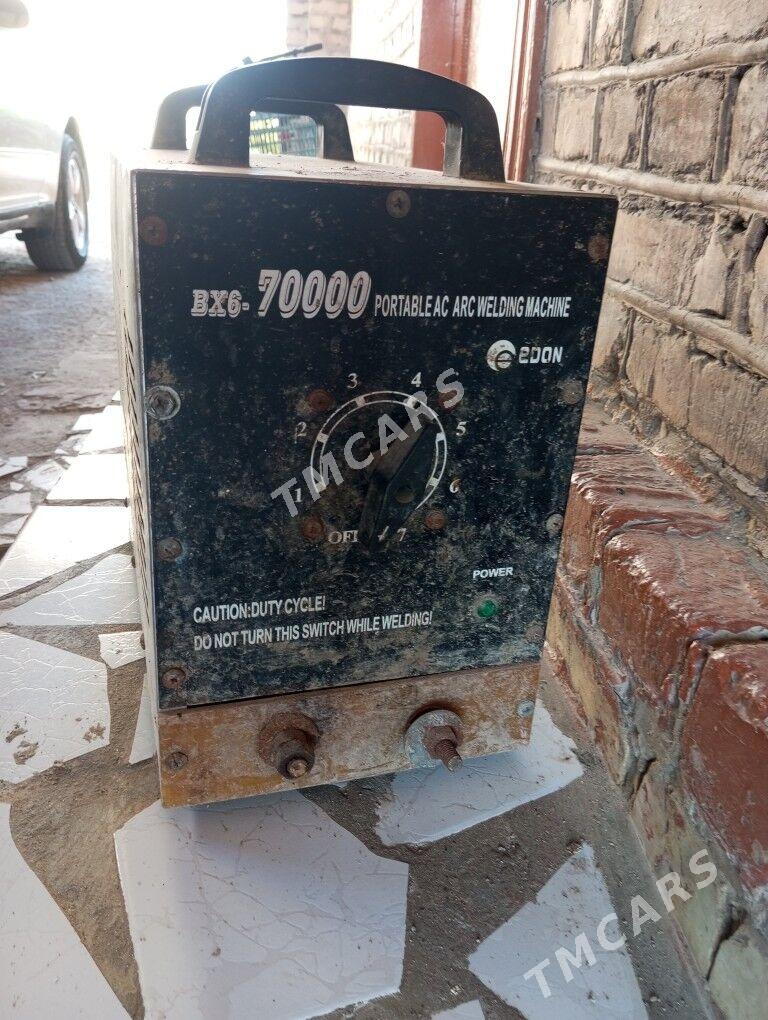 BX6-70000 PORTABLE AC ARC WELDING MACHINE
eDON
3 4
2 5
1 6
OFF 7
POWER
CAUTION:DUTY CYCLE!
DO NOT TURN THIS SWITCH WHILE WELDING!
TMCARS
TMCARS